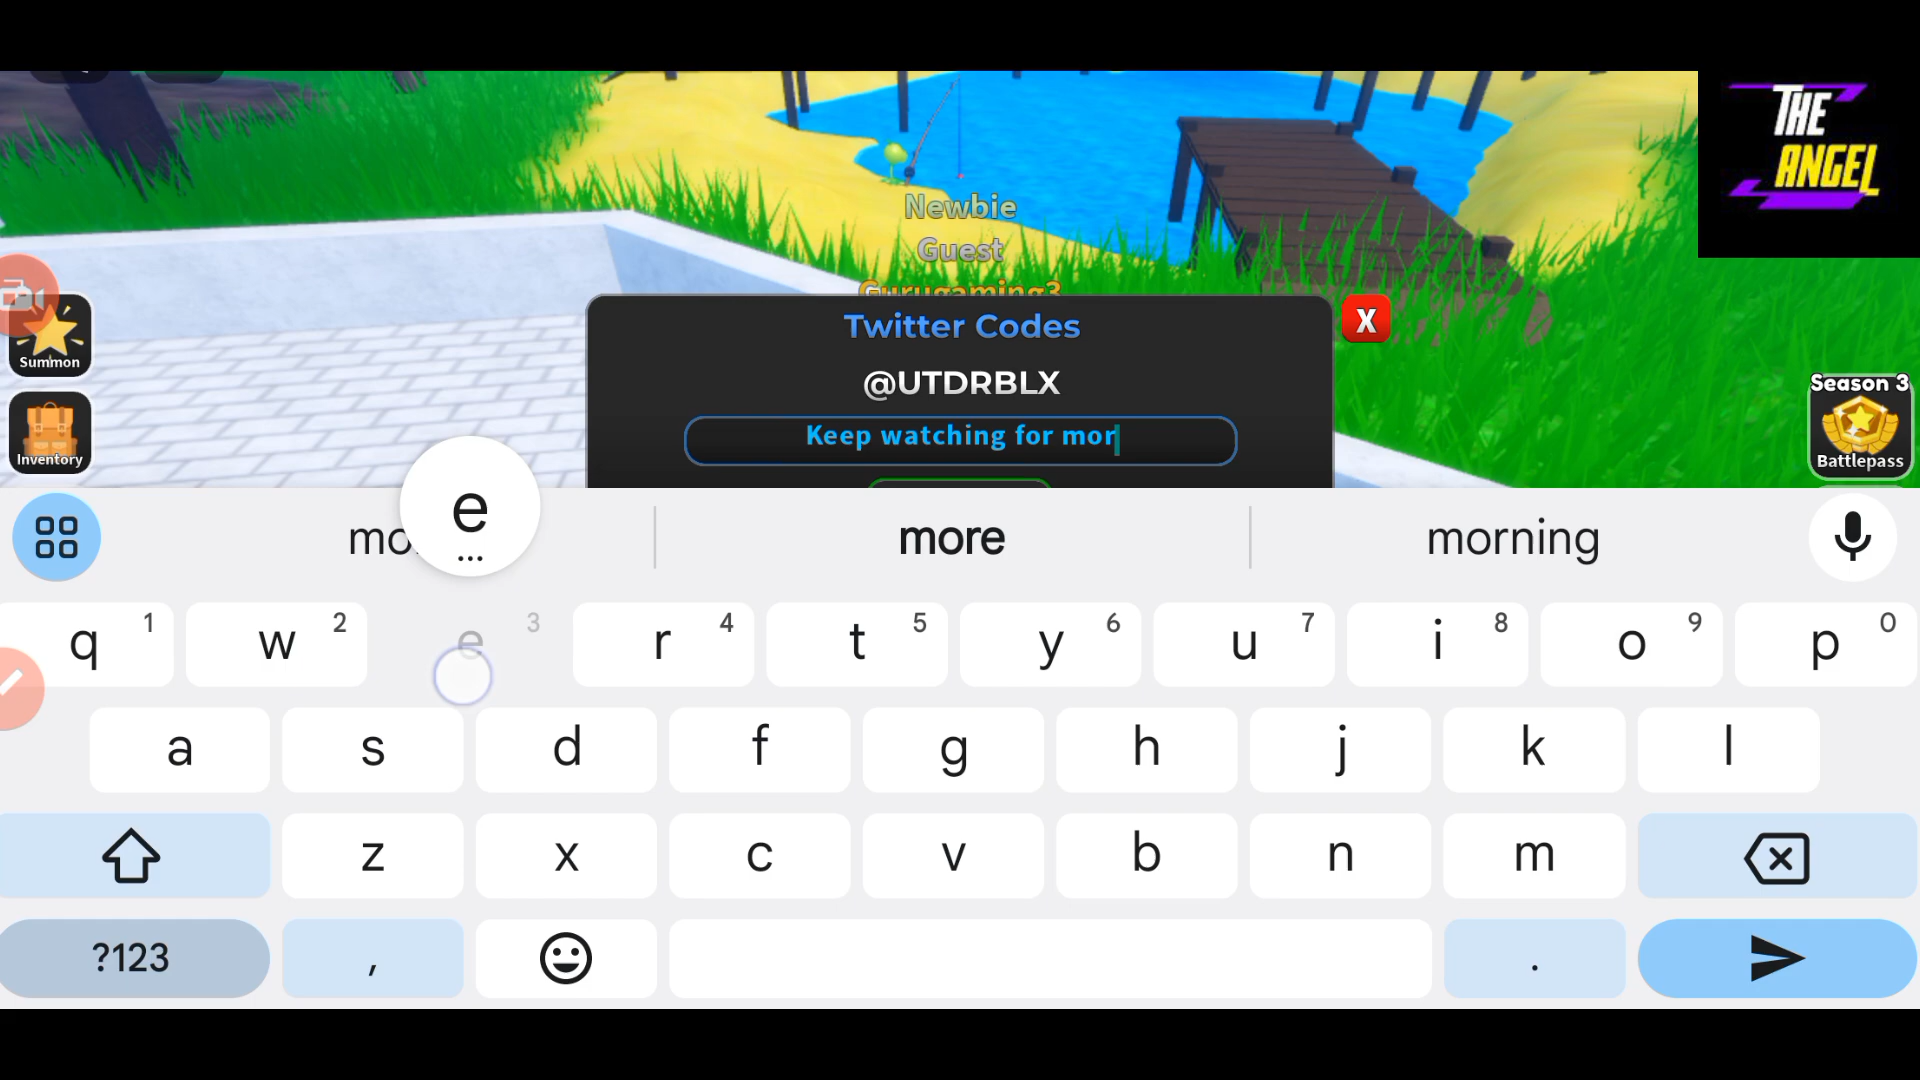 THE
ANGEL
Newbie
Guest
Gurugaming3
Twitter Codes
X
@UTDRBLX
Keep watching for mor
Summon
Inventory
Season 3
Battlepass
e
...
more
morning
q 1 w 2 e 3 r 4 t 5 y 6 u 7 i 8 o 9 p 0
a s d f g h j k l
z x c v b n m
?123 , .